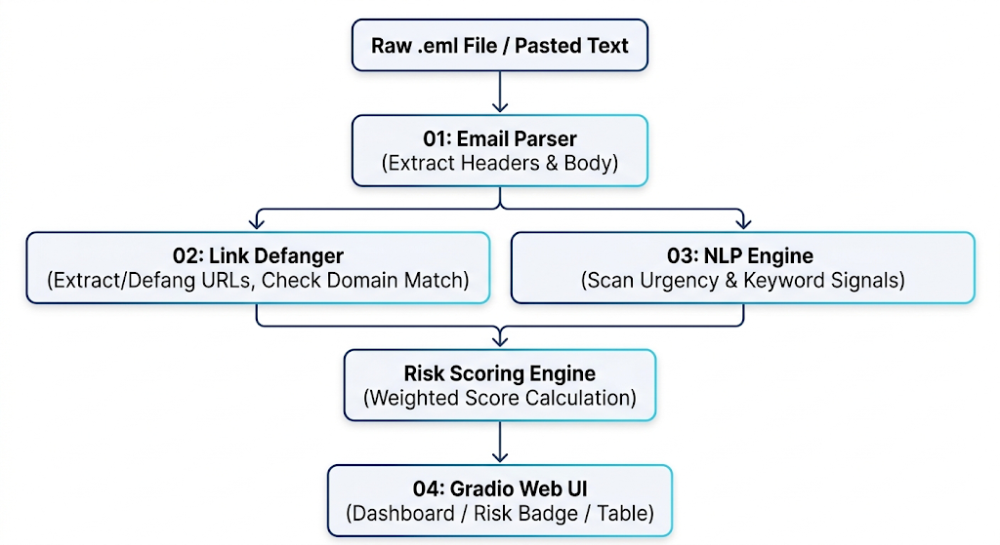 Raw .eml File / Pasted Text
01: Email Parser
(Extract Headers & Body)
02: Link Defanger
(Extract/Defang URLs, Check Domain Match)
03: NLP Engine
(Scan Urgency & Keyword Signals)
Risk Scoring Engine
(Weighted Score Calculation)
04: Gradio Web UI
(Dashboard / Risk Badge / Table)